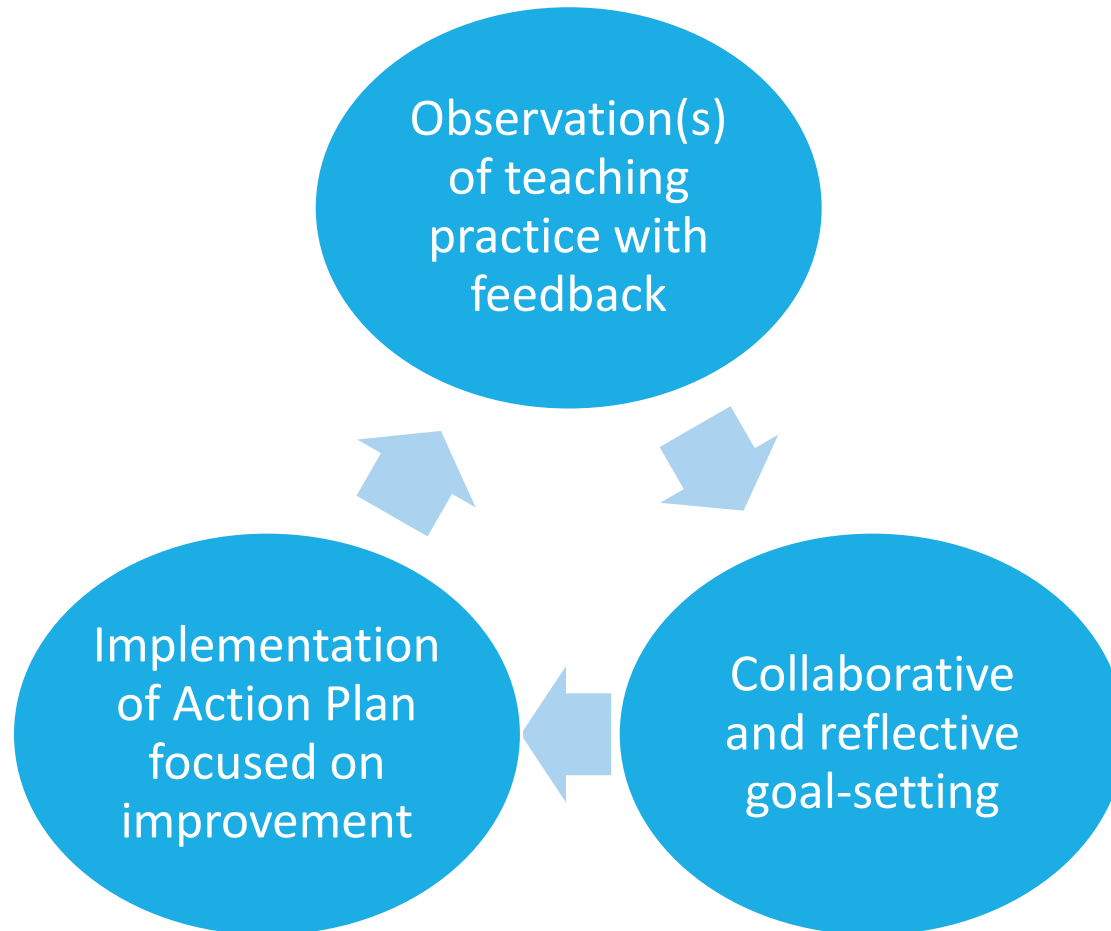 Observation(s)
of teaching
practice with
feedback
Collaborative
and reflective
goal-setting
Implementation
of Action Plan
focused on
improvement